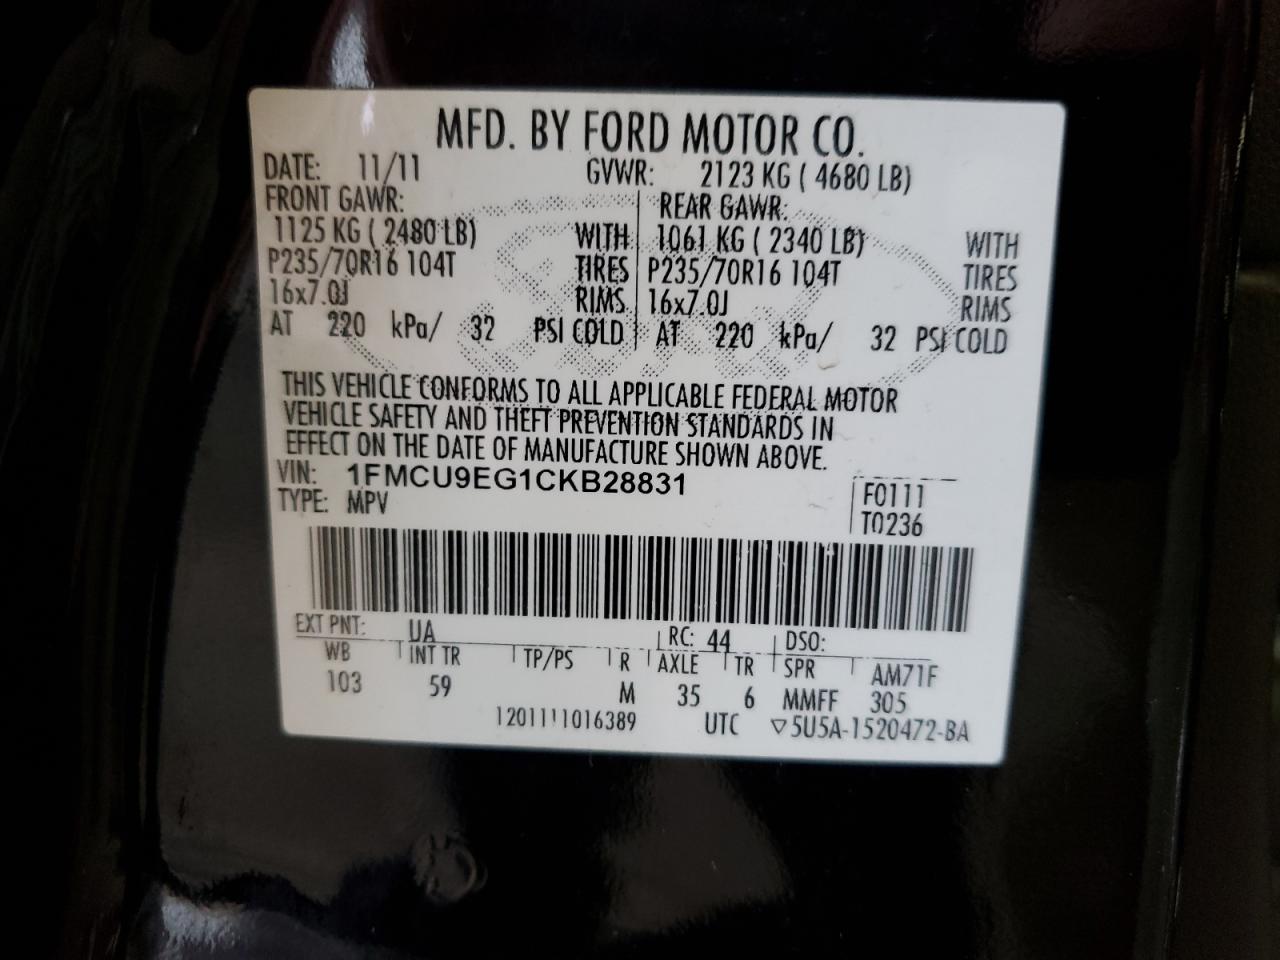 MFD. BY FORD MOTOR CO.
DATE: 11/11 GVWR: 2123 KG ( 4680 LB)
FRONT GAWR: REAR GAWR:
1125 KG ( 2480 LB) WITH 1061 KG ( 2340 LB) WITH
P235/70R16 104T TIRES P235/70R16 104T TIRES
16x7.0J RIMS 16x7.0J RIMS
AT 220 kPa/ 32 PSI COLD AT 220 kPa/ 32 PSI COLD
THIS VEHICLE CONFORMS TO ALL APPLICABLE FEDERAL MOTOR
VEHICLE SAFETY AND THEFT PREVENTION STANDARDS IN
EFFECT ON THE DATE OF MANUFACTURE SHOWN ABOVE.
VIN: 1FMCU9EG1CKB28831 F0111
TYPE: MPV T0236
EXT PNT: UA RC: 44 DSO:
WB INT TR TP/PS R AXLE TR SPR AM71F
103 59 M 35 6 MMFF 305
1201111016389 UTC ▽5U5A-1520472-BA